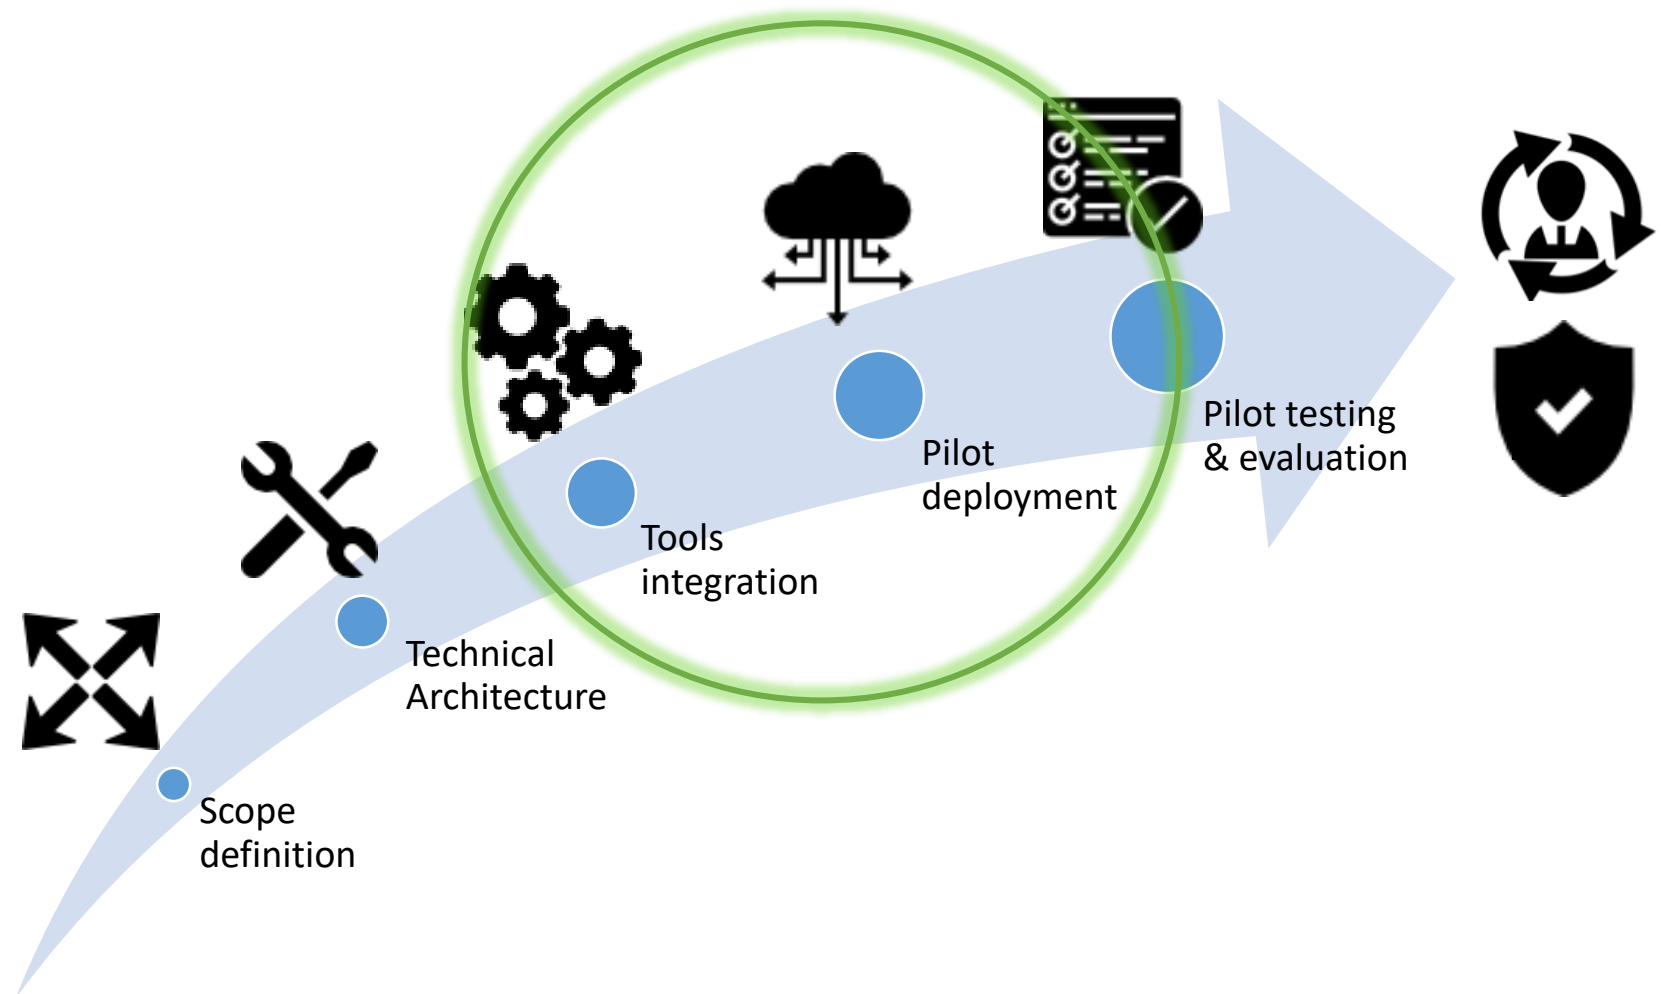 Scope
definition
Technical
Architecture
Tools
integration
Pilot
deployment
Pilot testing
& evaluation